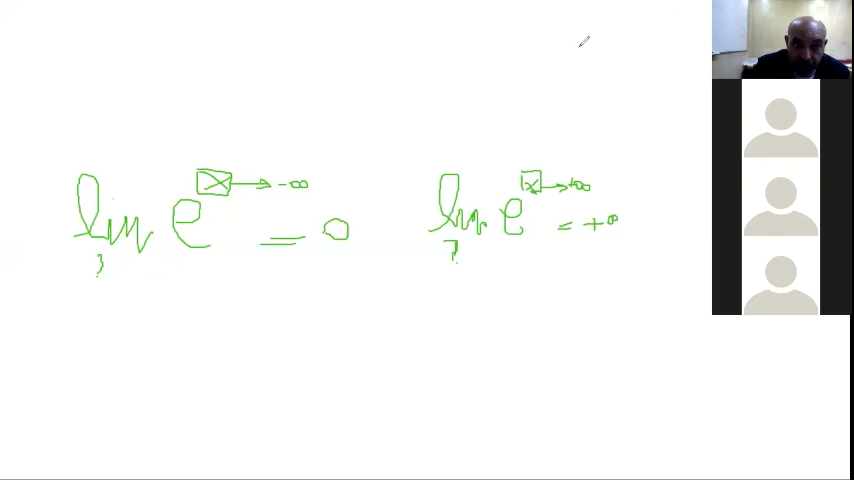 lim e^{x → -∞} = 0
?
lim e^{x → +∞} = +∞
?